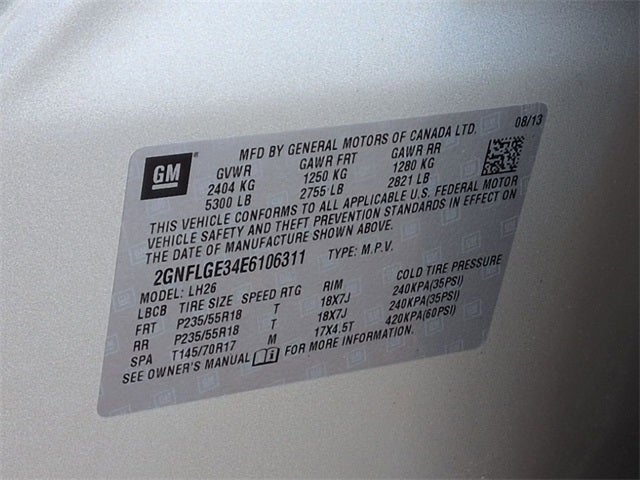 MFD BY GENERAL MOTORS OF CANADA LTD. 08/13
GM
GVWR GAWR FRT GAWR RR
2404 KG 1250 KG 1280 KG
5300 LB 2755 LB 2821 LB
THIS VEHICLE CONFORMS TO ALL APPLICABLE U.S. FEDERAL MOTOR
VEHICLE SAFETY AND THEFT PREVENTION STANDARDS IN EFFECT ON
THE DATE OF MANUFACTURE SHOWN ABOVE.
2GNFLGE34E6106311 TYPE: M.P.V.
MODEL: LH26
LBCB TIRE SIZE SPEED RTG RIM COLD TIRE PRESSURE
FRT P235/55R18 T 18X7J 240KPA(35PSI)
RR P235/55R18 T 18X7J 240KPA(35PSI)
SPA T145/70R17 M 17X4.5T 420KPA(60PSI)
SEE OWNER'S MANUAL FOR MORE INFORMATION.